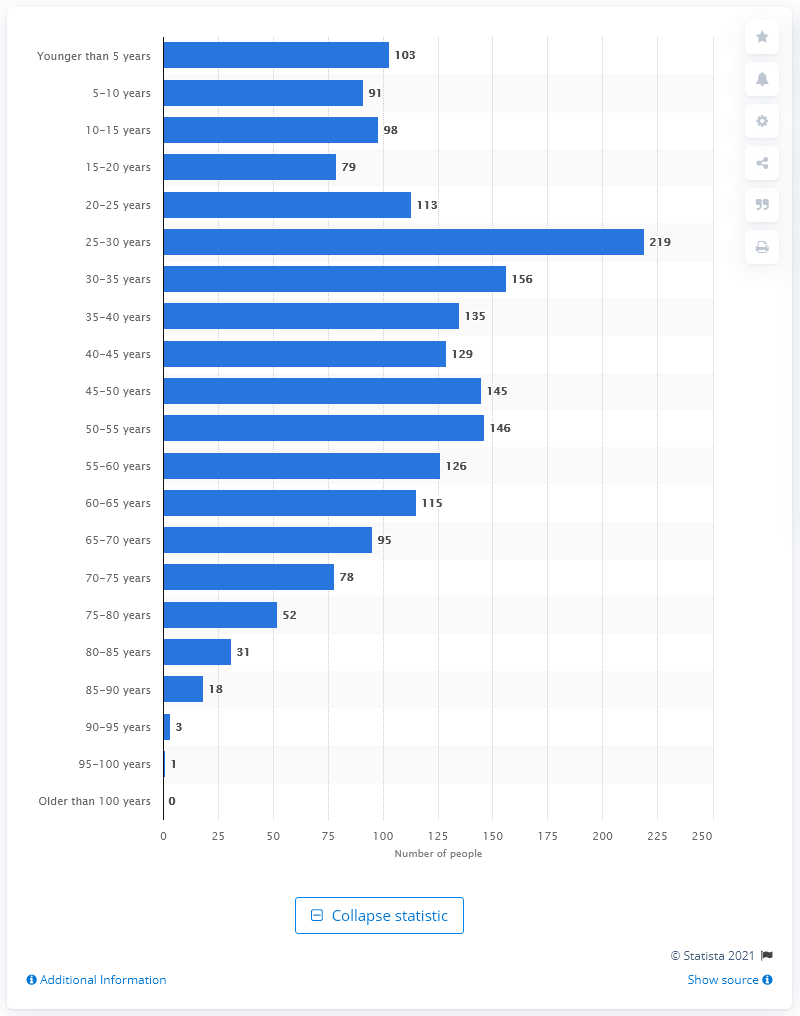 Younger than 5 years 103
5-10 years 91
10-15 years 98
15-20 years 79
20-25 years 113
25-30 years 219
30-35 years 156
35-40 years 135
40-45 years 129
45-50 years 145
50-55 years 146
55-60 years 126
60-65 years 115
65-70 years 95
70-75 years 78
75-80 years 52
80-85 years 31
85-90 years 18
90-95 years 3
95-100 years 1
Older than 100 years 0
0 25 50 75 100 125 150 175 200 225 250
Number of people
Collapse statistic
© Statista 2021
Additional Information
Show source